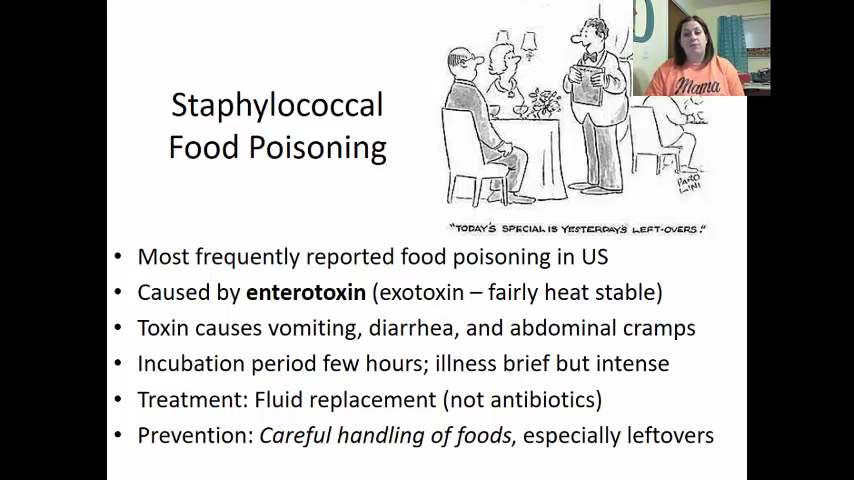 Mama
Staphylococcal
Food Poisoning
PARO
LINI
"TODAY'S SPECIAL IS YESTERDAY'S LEFT-OVERS!"
• Most frequently reported food poisoning in US
• Caused by enterotoxin (exotoxin – fairly heat stable)
• Toxin causes vomiting, diarrhea, and abdominal cramps
• Incubation period few hours; illness brief but intense
• Treatment: Fluid replacement (not antibiotics)
• Prevention: Careful handling of foods, especially leftovers